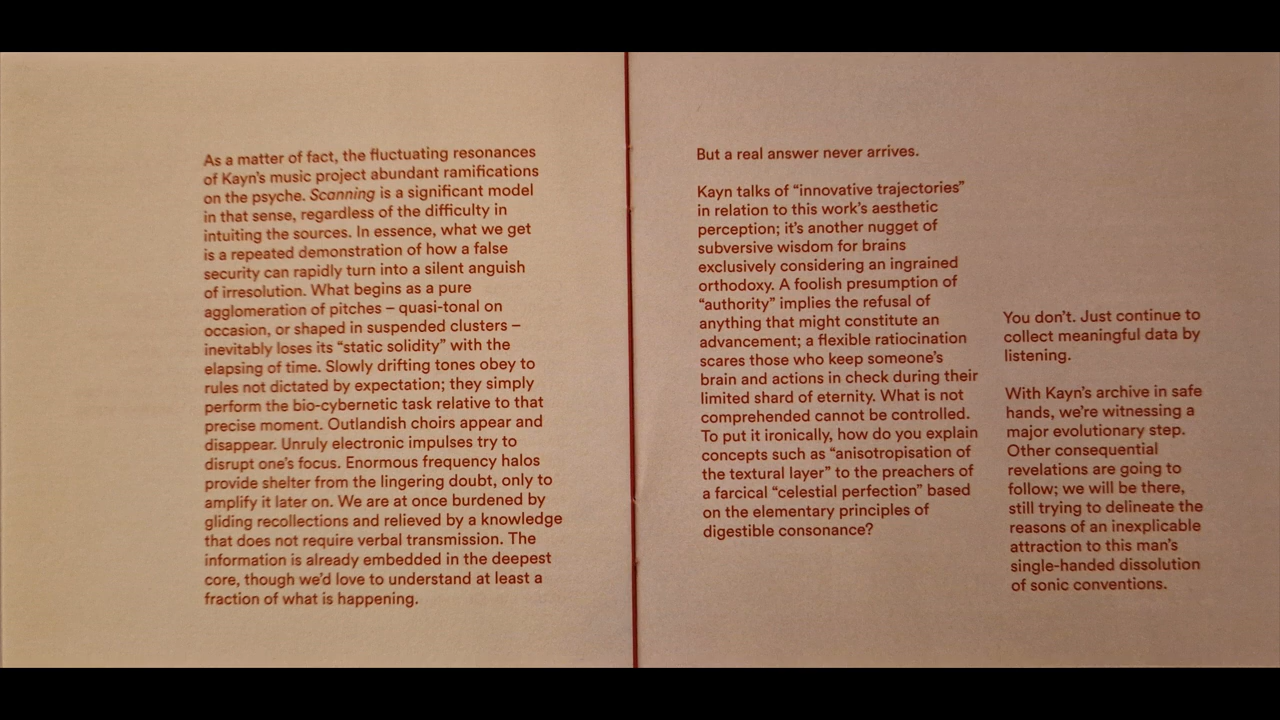 As a matter of fact, the fluctuating resonances
of Kayn's music project abundant ramifications
on the psyche. Scanning is a significant model
in that sense, regardless of the difficulty in
intuiting the sources. In essence, what we get
is a repeated demonstration of how a false
security can rapidly turn into a silent anguish
of irresolution. What begins as a pure
agglomeration of pitches – quasi-tonal on
occasion, or shaped in suspended clusters –
inevitably loses its “static solidity” with the
elapsing of time. Slowly drifting tones obey to
rules not dictated by expectation; they simply
perform the bio-cybernetic task relative to that
precise moment. Outlandish choirs appear and
disappear. Unruly electronic impulses try to
disrupt one's focus. Enormous frequency halos
provide shelter from the lingering doubt, only to
amplify it later on. We are at once burdened by
gliding recollections and relieved by a knowledge
that does not require verbal transmission. The
information is already embedded in the deepest
core, though we'd love to understand at least a
fraction of what is happening.
But a real answer never arrives.
Kayn talks of “innovative trajectories”
in relation to this work's aesthetic
perception; it's another nugget of
subversive wisdom for brains
exclusively considering an ingrained
orthodoxy. A foolish presumption of
“authority” implies the refusal of
anything that might constitute an
advancement; a flexible ratiocination
scares those who keep someone's
brain and actions in check during their
limited shard of eternity. What is not
comprehended cannot be controlled.
To put it ironically, how do you explain
concepts such as “anisotropisation of
the textural layer” to the preachers of
a farcical “celestial perfection” based
on the elementary principles of
digestible consonance?
You don't. Just continue to
collect meaningful data by
listening.
With Kayn's archive in safe
hands, we're witnessing a
major evolutionary step.
Other consequential
revelations are going to
follow; we will be there,
still trying to delineate the
reasons of an inexplicable
attraction to this man's
single-handed dissolution
of sonic conventions.